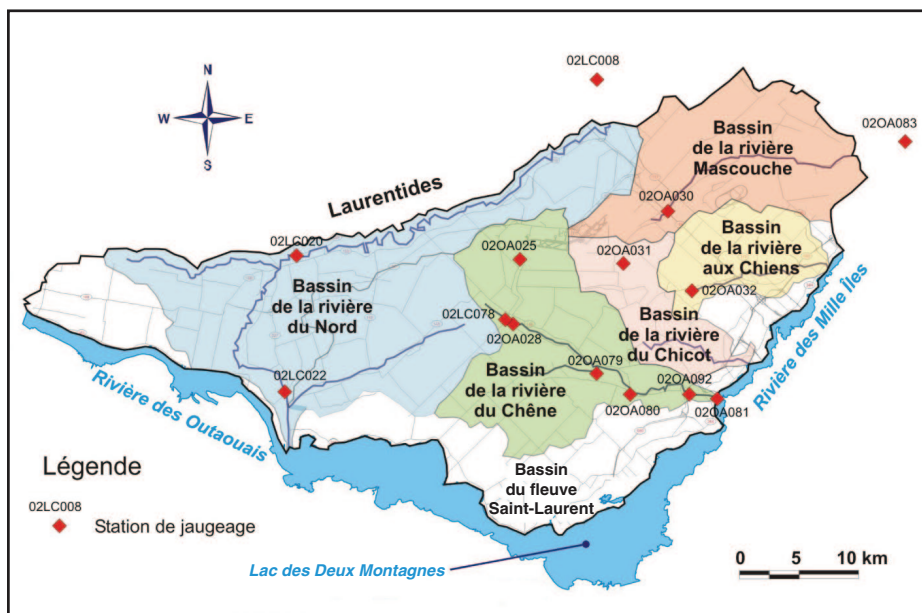 02LC008
N
W E
S
02OA083
Bassin
de la rivière
Mascouche
Laurentides
02OA030
02LC020
02OA025
02OA031
Bassin
de la rivière
aux Chiens
02OA032
Bassin
de la rivière
du Nord
02LC078
02OA028
Bassin
de la rivière
du Chicot
Rivière des Mille Îles
02OA079
02LC022
Bassin
de la rivière
du Chêne
02OA092
02OA080
02OA081
Rivière des Outaouais
Bassin
du fleuve
Saint-Laurent
Légende
02LC008
Station de jaugeage
Lac des Deux Montagnes
0 5 10 km